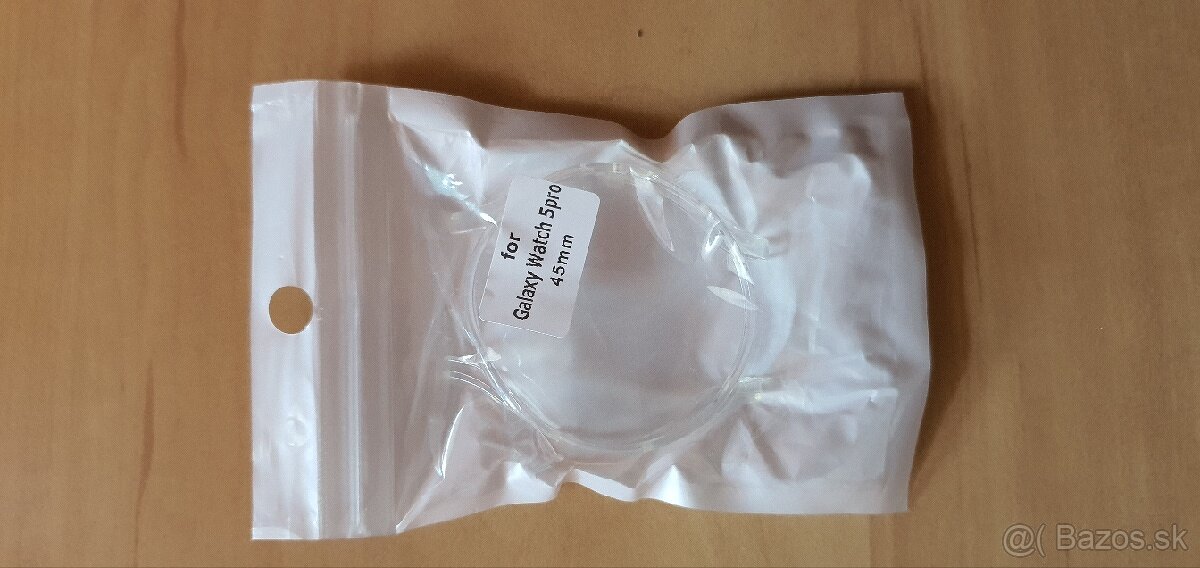 for
Galaxy Watch 5pro
45mm
@( Bazos.sk